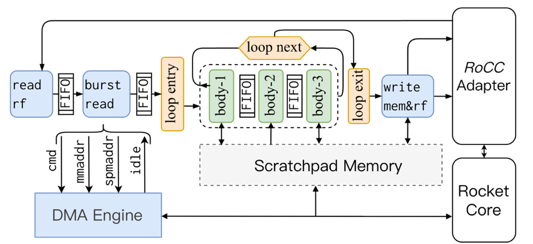 loop next
RoCC
Adapter
read
rf
FIFO
burst
read
FIFO
loop entry
body-1
FIFO
body-2
FIFO
body-3
loop exit
write
mem&rf
cmd
mmaddr
spmaddr
idle
Scratchpad Memory
DMA Engine
Rocket
Core